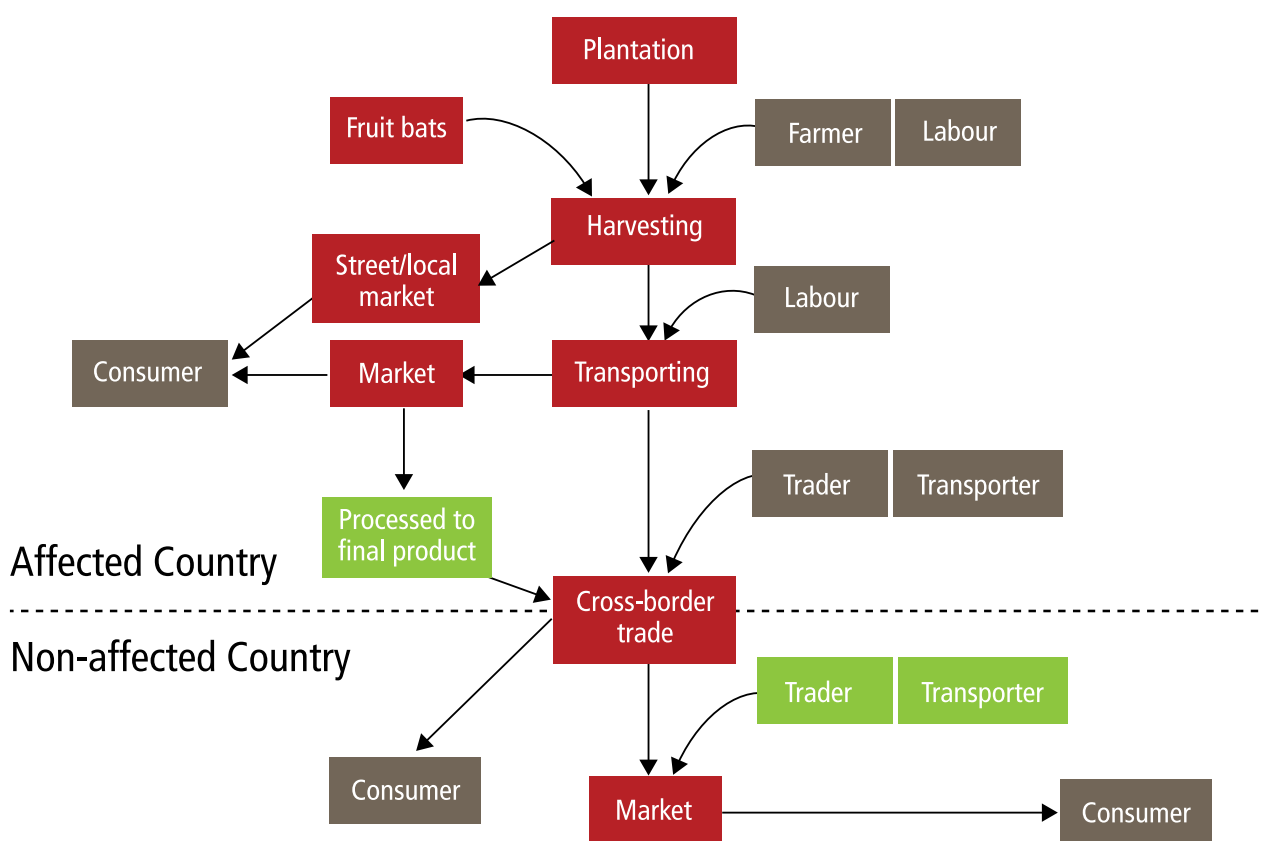 Plantation
Fruit bats
Farmer
Labour
Harvesting
Street/local
market
Labour
Consumer
Market
Transporting
Trader
Transporter
Processed to
final product
Affected Country
Cross-border
trade
Non-affected Country
Trader
Transporter
Consumer
Market
Consumer